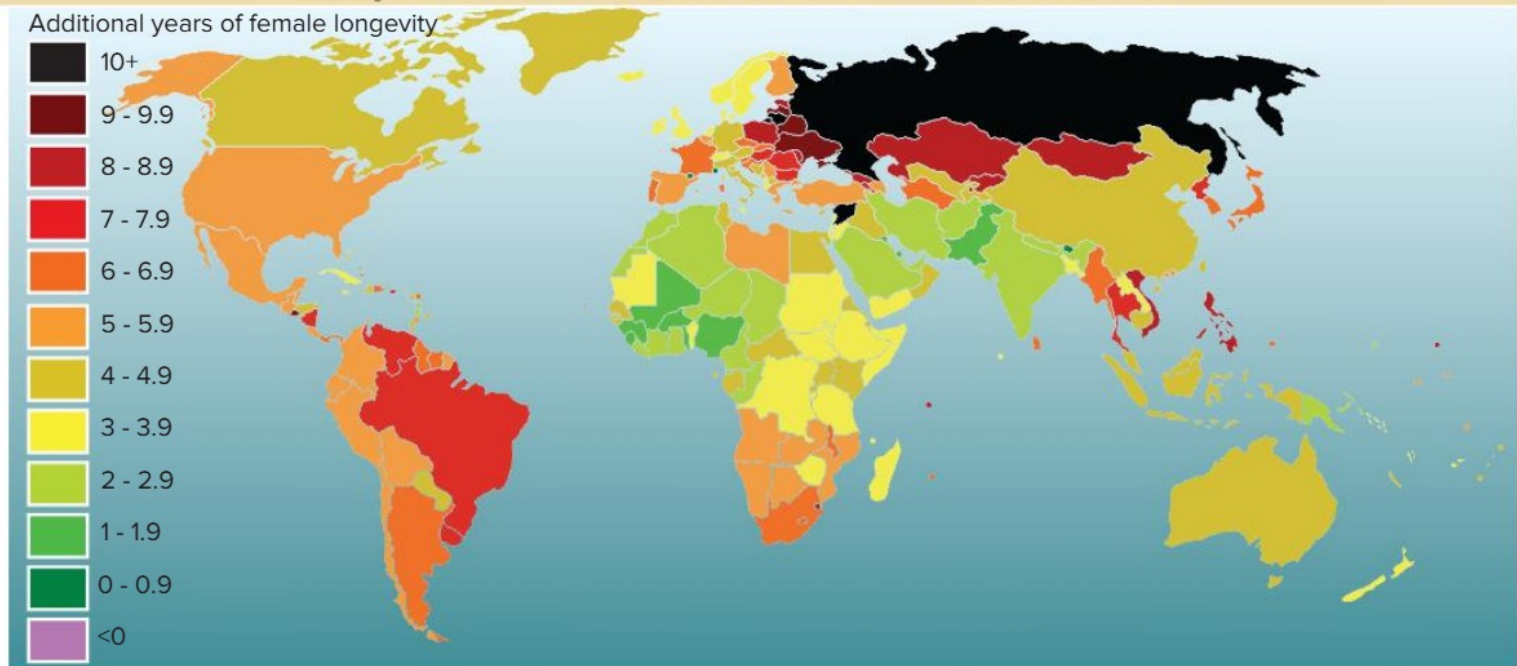 Additional years of female longevity
10+
9 - 9.9
8 - 8.9
7 - 7.9
6 - 6.9
5 - 5.9
4 - 4.9
3 - 3.9
2 - 2.9
1 - 1.9
0 - 0.9
<0